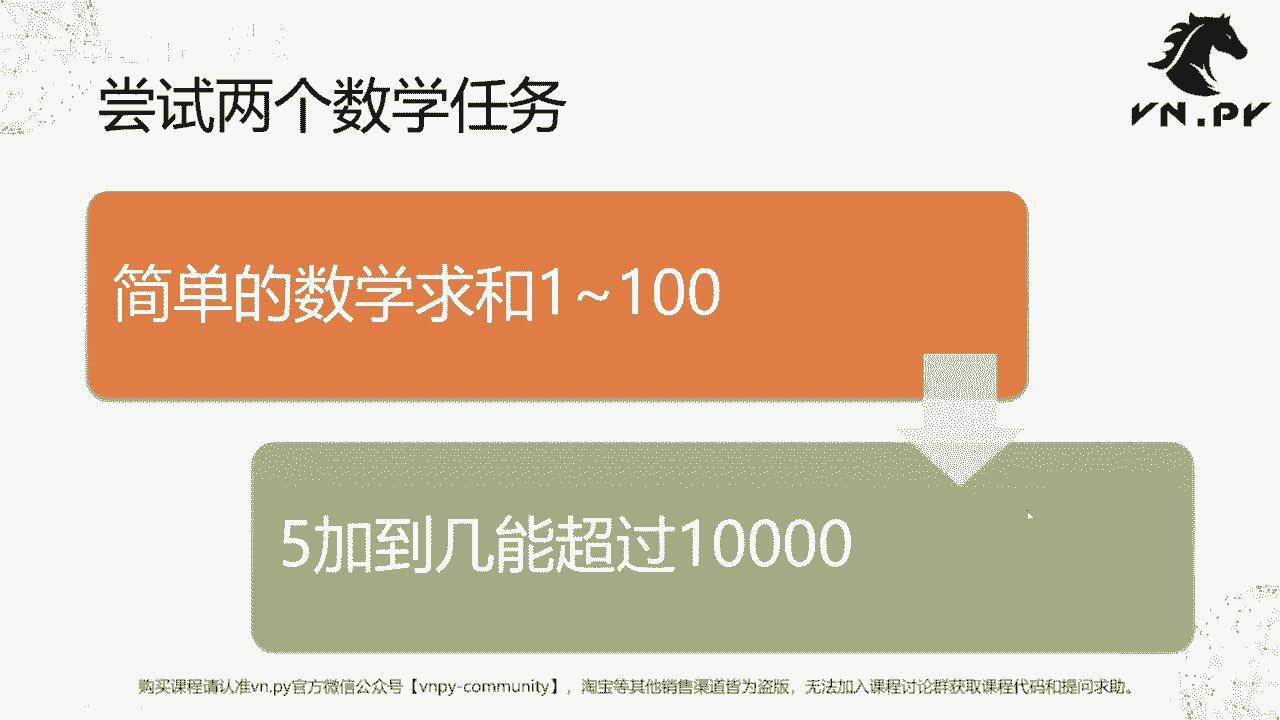 VN.PY
尝试两个数学任务
简单的数学求和1~100
5加到几能超过10000
购买课程请认准vn.py官方微信公众号【vnpy-community】，淘宝等其他销售渠道皆为盗版，无法加入课程讨论群获取课程代码和提问求助。